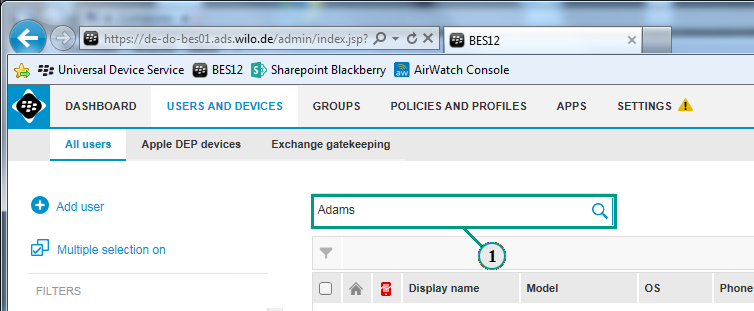 https://de-do-bes01.ads.wilo.de/admin/index.jsp?
BES12
Universal Device Service BES12 Sharepoint Blackberry aw AirWatch Console
DASHBOARD USERS AND DEVICES GROUPS POLICIES AND PROFILES APPS SETTINGS
All users Apple DEP devices Exchange gatekeeping
Add user
Adams
Multiple selection on
1
FILTERS
Display name Model OS Phone